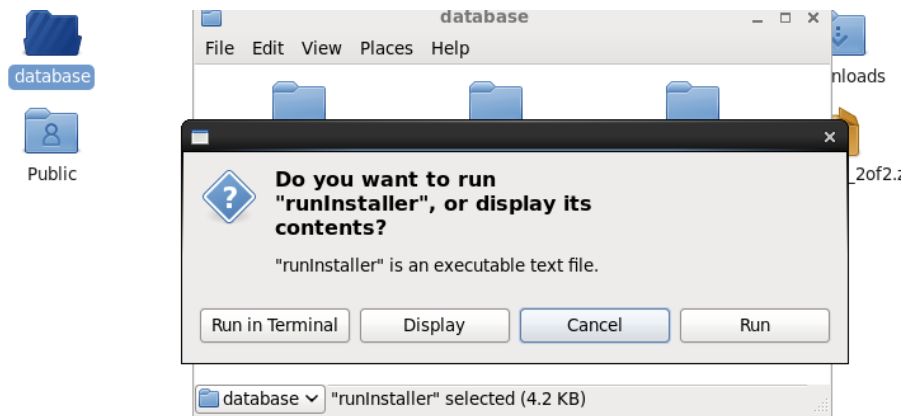 database
File Edit View Places Help
database
nloads
Public
_2of2.z
Do you want to run
"runInstaller", or display its
contents?
"runInstaller" is an executable text file.
Run in Terminal Display Cancel Run
database "runInstaller" selected (4.2 KB)